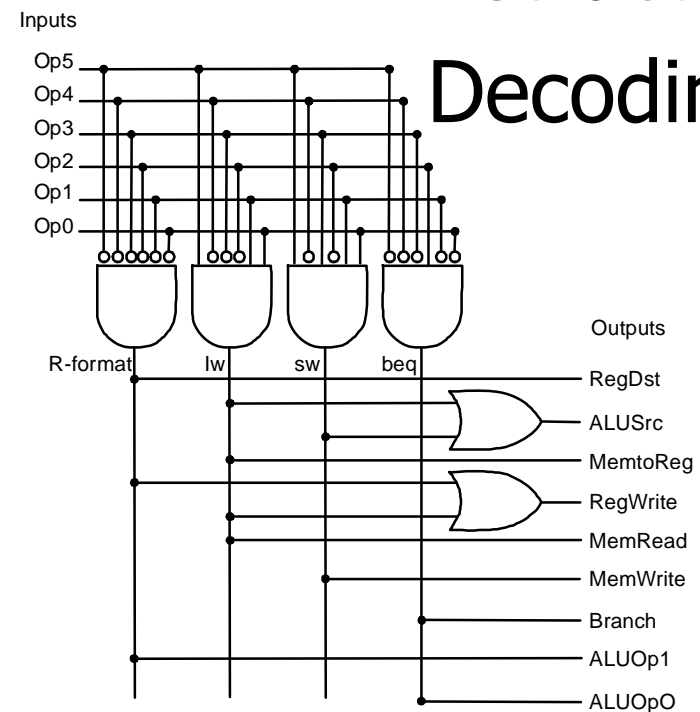 Decodin
Inputs
Op5
Op4
Op3
Op2
Op1
Op0
R-format lw sw beq
Outputs
RegDst
ALUSrc
MemtoReg
RegWrite
MemRead
MemWrite
Branch
ALUOp1
ALUOpO